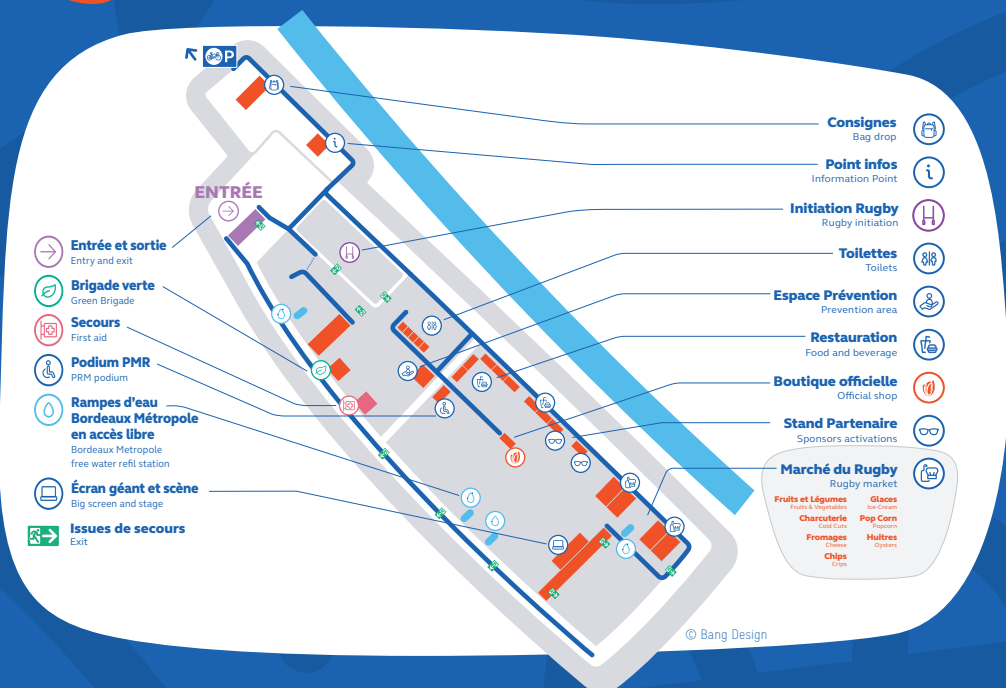 P
ENTRÉE
Entrée et sortie
Entry and exit
Brigade verte
Green Brigade
Secours
First aid
Podium PMR
PRM podium
Rampes d'eau
Bordeaux Métropole
en accès libre
Bordeaux Metropole
free water refil station
Écran géant et scène
Big screen and stage
Issues de secours
Exit
Consignes
Bag drop
Point infos
Information Point
Initiation Rugby
Rugby initiation
Toilettes
Toilets
Espace Prévention
Prevention area
Restauration
Food and beverage
Boutique officielle
Official shop
Stand Partenaire
Sponsors activations
Marché du Rugby
Rugby market
Fruits et Légumes
Fruits & Vegetables
Charcuterie
Cold Cuts
Fromages
Cheese
Chips
Crips
Glaces
Ice-Cream
Pop Corn
Popcorn
Huitres
Oysters
© Bang Design